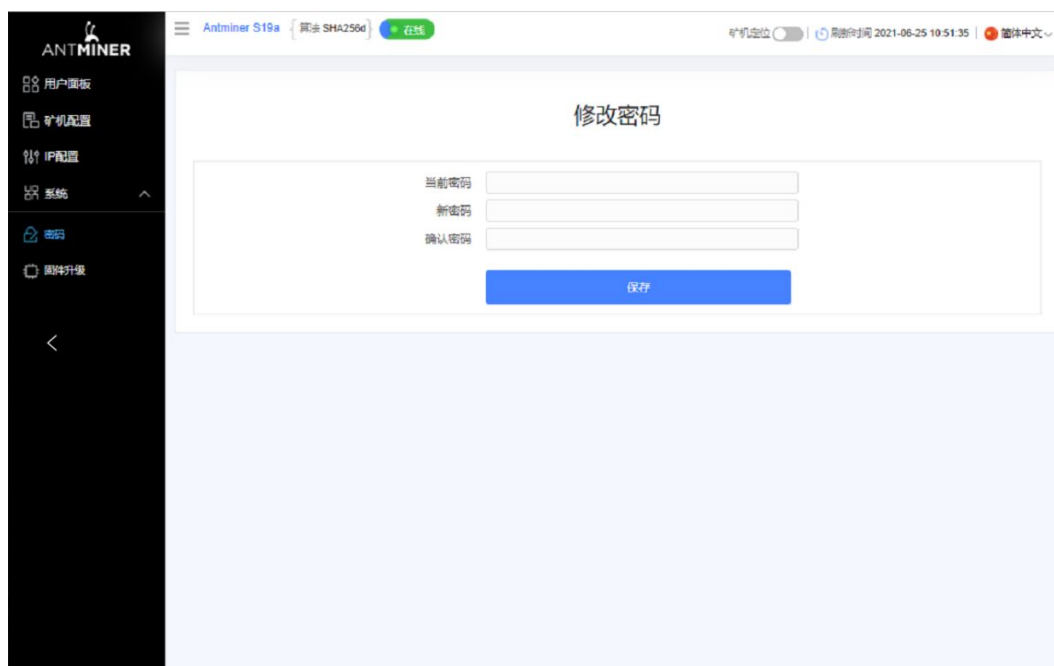 ANTMINER
用户面板
矿机配置
IP配置
系统
密码
固件升级
Antminer S19a {算法 SHA256d} 在线
矿机定位 | 刷新时间 2021-06-25 10:51:35 | 简体中文
修改密码
当前密码
新密码
确认密码
保存